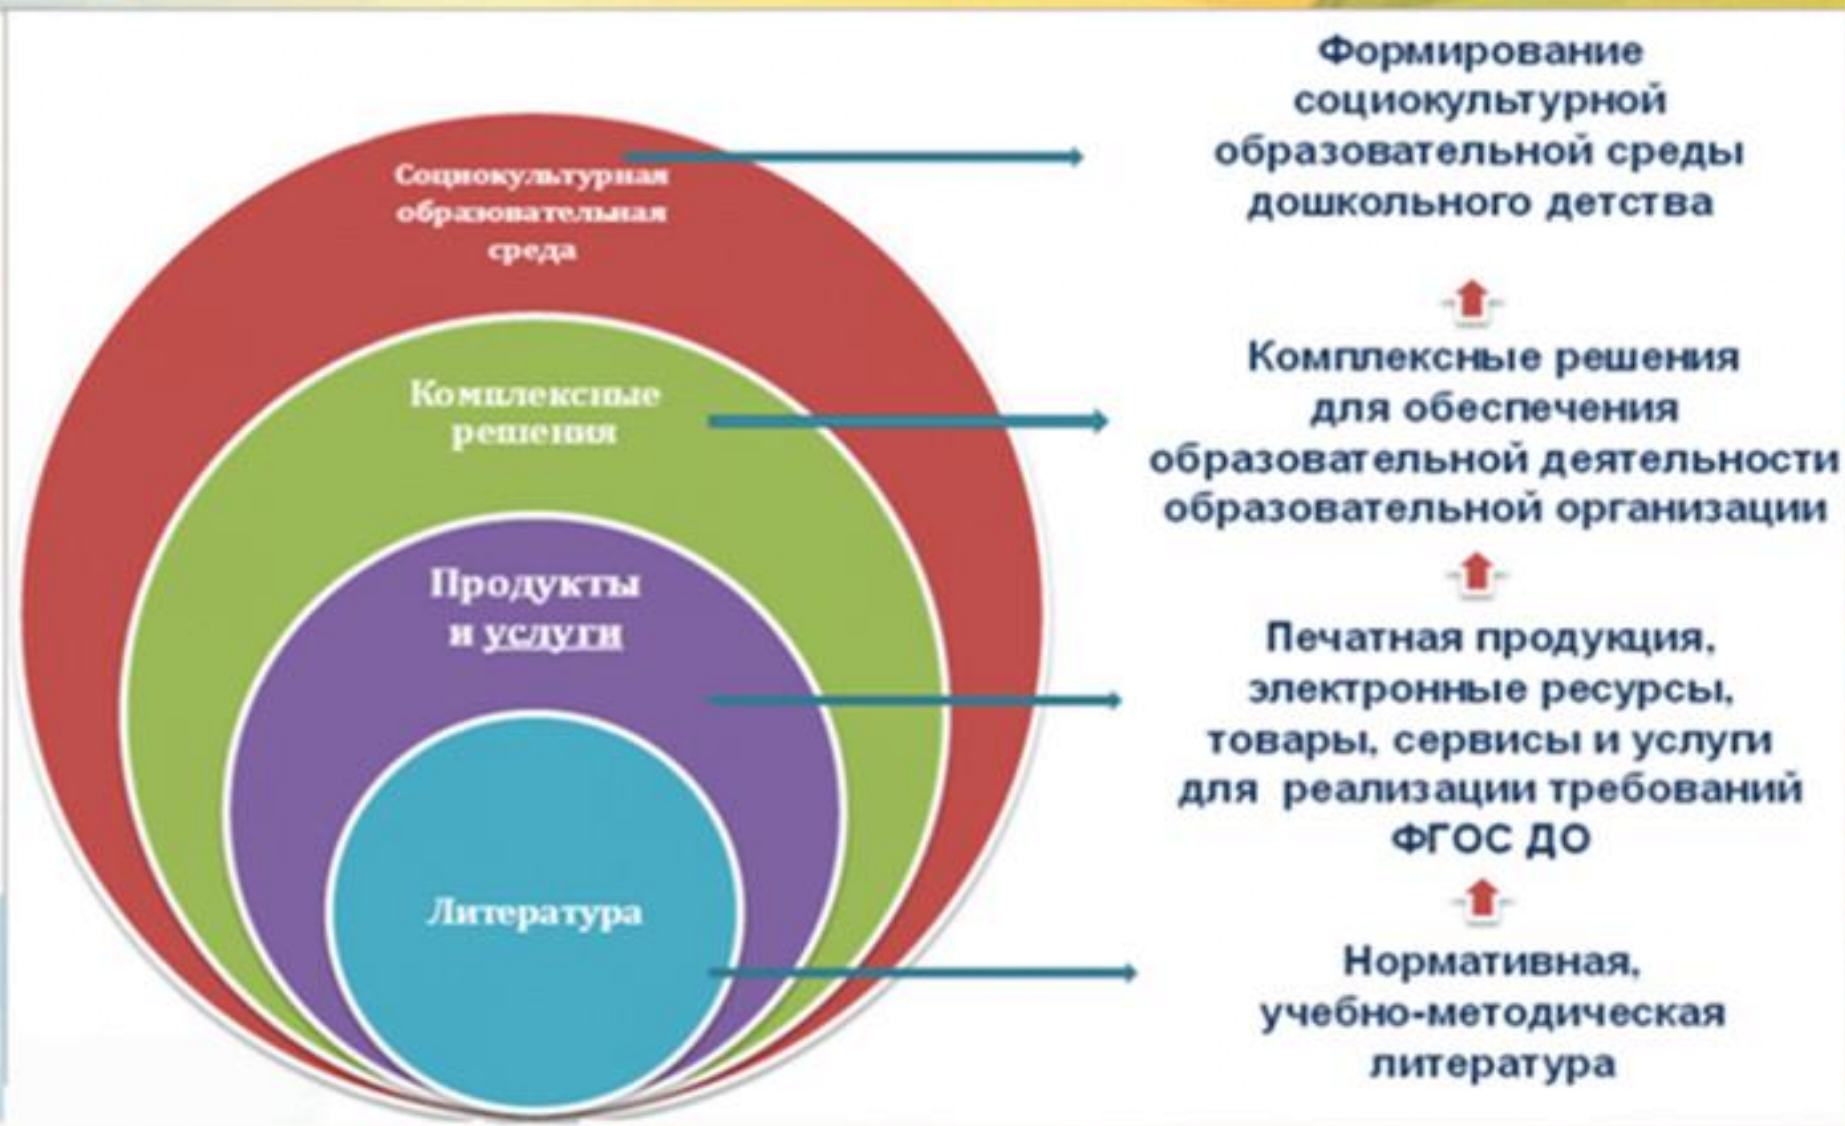 Социокультурная
образовательная
среда
Комплексные
решения
Продукты
и услуги
Литература
Формирование
социокультурной
образовательной среды
дошкольного детства
Комплексные решения
для обеспечения
образовательной деятельности
образовательной организации
Печатная продукция,
электронные ресурсы,
товары, сервисы и услуги
для реализации требований
ФГОС ДО
Нормативная,
учебно-методическая
литература